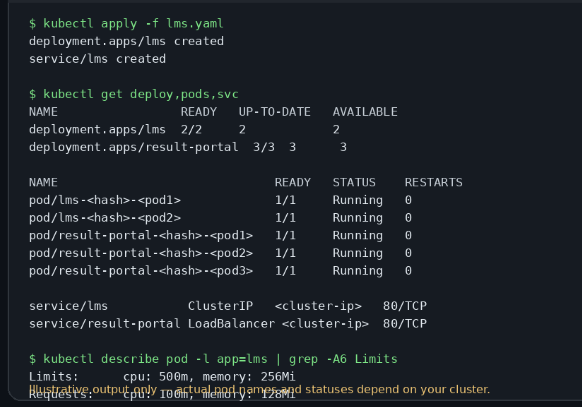 $ kubectl apply -f lms.yaml
deployment.apps/lms created
service/lms created
$ kubectl get deploy,pods,svc
NAME READY UP-TO-DATE AVAILABLE
deployment.apps/lms 2/2 2 2
deployment.apps/result-portal 3/3 3 3
NAME READY STATUS RESTARTS
pod/lms-<hash>-<pod1> 1/1 Running 0
pod/lms-<hash>-<pod2> 1/1 Running 0
pod/result-portal-<hash>-<pod1> 1/1 Running 0
pod/result-portal-<hash>-<pod2> 1/1 Running 0
pod/result-portal-<hash>-<pod3> 1/1 Running 0
service/lms ClusterIP <cluster-ip> 80/TCP
service/result-portal LoadBalancer <cluster-ip> 80/TCP
$ kubectl describe pod -l app=lms | grep -A6 Limits
Limits: cpu: 500m, memory: 256Mi
Illustrative output only — actual pod names and statuses depend on your cluster.
Requests: cpu: 100m, memory: 128Mi